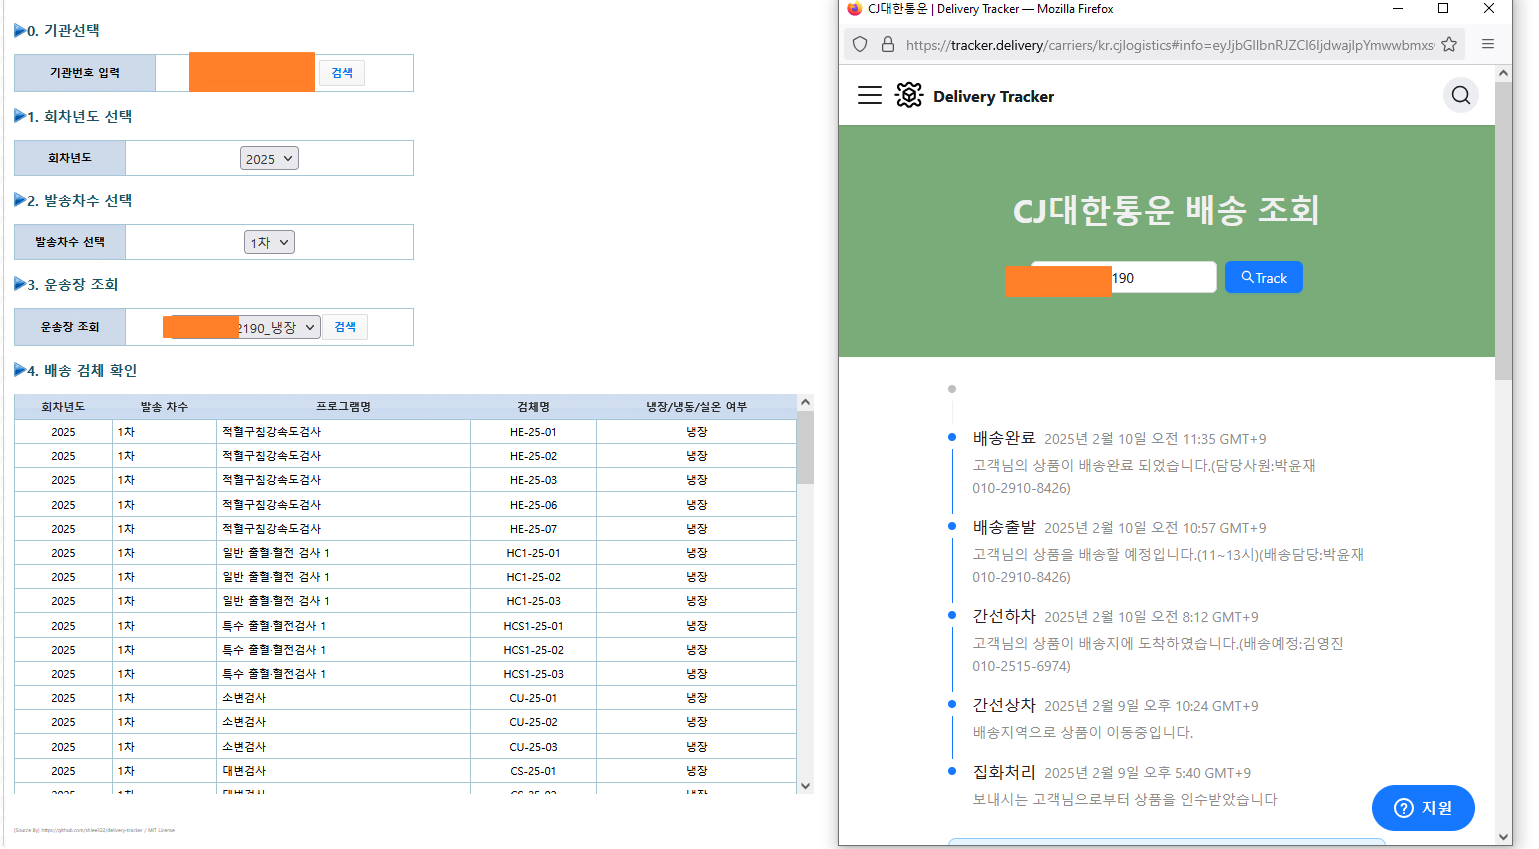 0. 기관선택
기관번호 입력 검색
1. 회차년도 선택
회차년도 2025
2. 발송차수 선택
발송차수 선택 1차
3. 운송장 조회
운송장 조회 2190_냉장 검색
4. 배송 검체 확인
회차년도 발송 차수 프로그램명 검체명 냉장/냉동/실온 여부
2025 1차 적혈구침강속도검사 HE-25-01 냉장
2025 1차 적혈구침강속도검사 HE-25-02 냉장
2025 1차 적혈구침강속도검사 HE-25-03 냉장
2025 1차 적혈구침강속도검사 HE-25-06 냉장
2025 1차 적혈구침강속도검사 HE-25-07 냉장
2025 1차 일반 출혈·혈전 검사 1 HC1-25-01 냉장
2025 1차 일반 출혈·혈전 검사 1 HC1-25-02 냉장
2025 1차 일반 출혈·혈전 검사 1 HC1-25-03 냉장
2025 1차 특수 출혈·혈전검사 1 HCS1-25-01 냉장
2025 1차 특수 출혈·혈전검사 1 HCS1-25-02 냉장
2025 1차 특수 출혈·혈전검사 1 HCS1-25-03 냉장
2025 1차 소변검사 CU-25-01 냉장
2025 1차 소변검사 CU-25-02 냉장
2025 1차 소변검사 CU-25-03 냉장
2025 1차 대변검사 CS-25-01 냉장
2025 1차 대변검사 CS-25-02 냉장
[Source By] https://github.com/shlee322/delivery-tracker / MIT License
CJ대한통운 | Delivery Tracker — Mozilla Firefox
Delivery Tracker
CJ대한통운 배송 조회
190 Track
배송완료 2025년 2월 10일 오전 11:35 GMT+9
고객님의 상품이 배송완료 되었습니다.(담당사원:박윤재
010-2910-8426)
배송출발 2025년 2월 10일 오전 10:57 GMT+9
고객님의 상품을 배송할 예정입니다.(11~13시)(배송담당:박윤재
010-2910-8426)
간선하차 2025년 2월 10일 오전 8:12 GMT+9
고객님의 상품이 배송지에 도착하였습니다.(배송예정:김영진
010-2515-6974)
간선상차 2025년 2월 9일 오후 10:24 GMT+9
배송지역으로 상품이 이동중입니다.
집화처리 2025년 2월 9일 오후 5:40 GMT+9
보내시는 고객님으로부터 상품을 인수받았습니다
지원